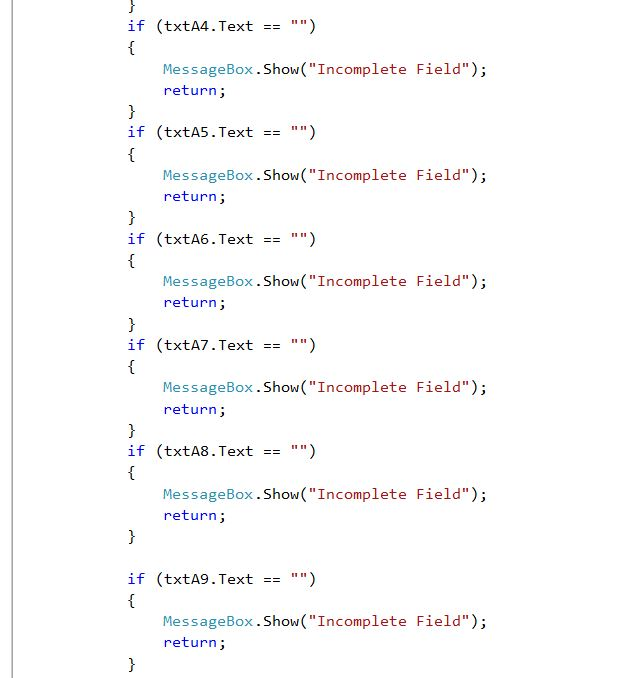 }
if (txtA4.Text == "")
{
MessageBox.Show("Incomplete Field");
return;
}
if (txtA5.Text == "")
{
MessageBox.Show("Incomplete Field");
return;
}
if (txtA6.Text == "")
{
MessageBox.Show("Incomplete Field");
return;
}
if (txtA7.Text == "")
{
MessageBox.Show("Incomplete Field");
return;
}
if (txtA8.Text == "")
{
MessageBox.Show("Incomplete Field");
return;
}
if (txtA9.Text == "")
{
MessageBox.Show("Incomplete Field");
return;
}